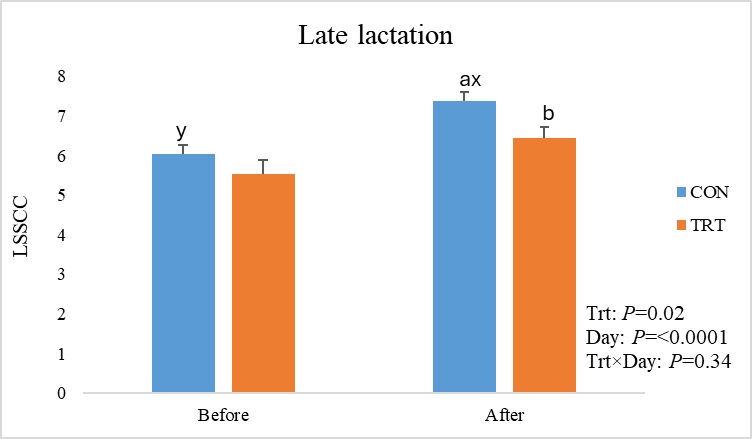 Late lactation
LSSCC
8
7
6
5
4
3
2
1
0
y
ax
b
CON
TRT
Trt: P=0.02
Day: P=<0.0001
Trt×Day: P=0.34
Before
After